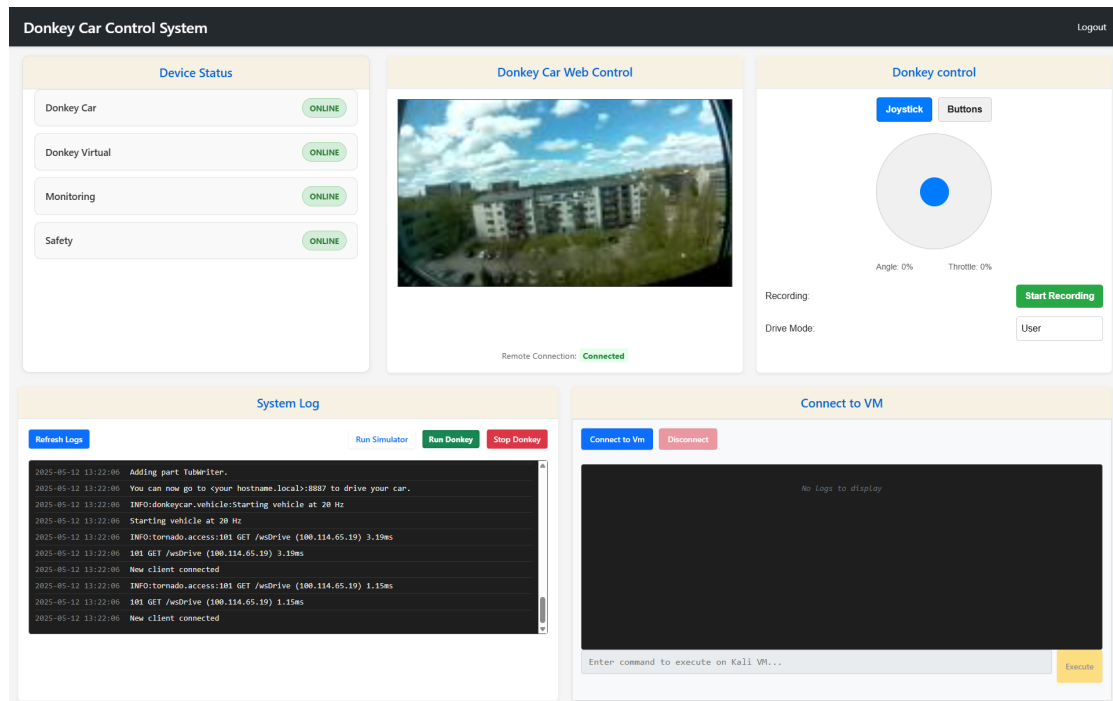 Donkey Car Control System
Logout
Device Status
Donkey Car
ONLINE
Donkey Virtual
ONLINE
Monitoring
ONLINE
Safety
ONLINE
Donkey Car Web Control
Remote Connection: Connected
Donkey control
Joystick
Buttons
Angle: 0%
Throttle: 0%
Recording:
Start Recording
Drive Mode:
User
System Log
Refresh Logs
Run Simulator
Run Donkey
Stop Donkey
2025-05-12 13:22:06 Adding part TubWriter.
2025-05-12 13:22:06 You can now go to <your hostname.local>:8887 to drive your car.
2025-05-12 13:22:06 INFO:donkeycar.vehicle:Starting vehicle at 20 Hz
2025-05-12 13:22:06 Starting vehicle at 20 Hz
2025-05-12 13:22:06 INFO:tornado.access:101 GET /wsDrive (100.114.65.19) 3.19ms
2025-05-12 13:22:06 101 GET /wsDrive (100.114.65.19) 3.19ms
2025-05-12 13:22:06 New client connected
2025-05-12 13:22:06 INFO:tornado.access:101 GET /wsDrive (100.114.65.19) 1.15ms
2025-05-12 13:22:06 101 GET /wsDrive (100.114.65.19) 1.15ms
2025-05-12 13:22:06 New client connected
Connect to VM
Connect to Vm
Disconnect
No logs to display
Enter command to execute on Kali VM...
Execute